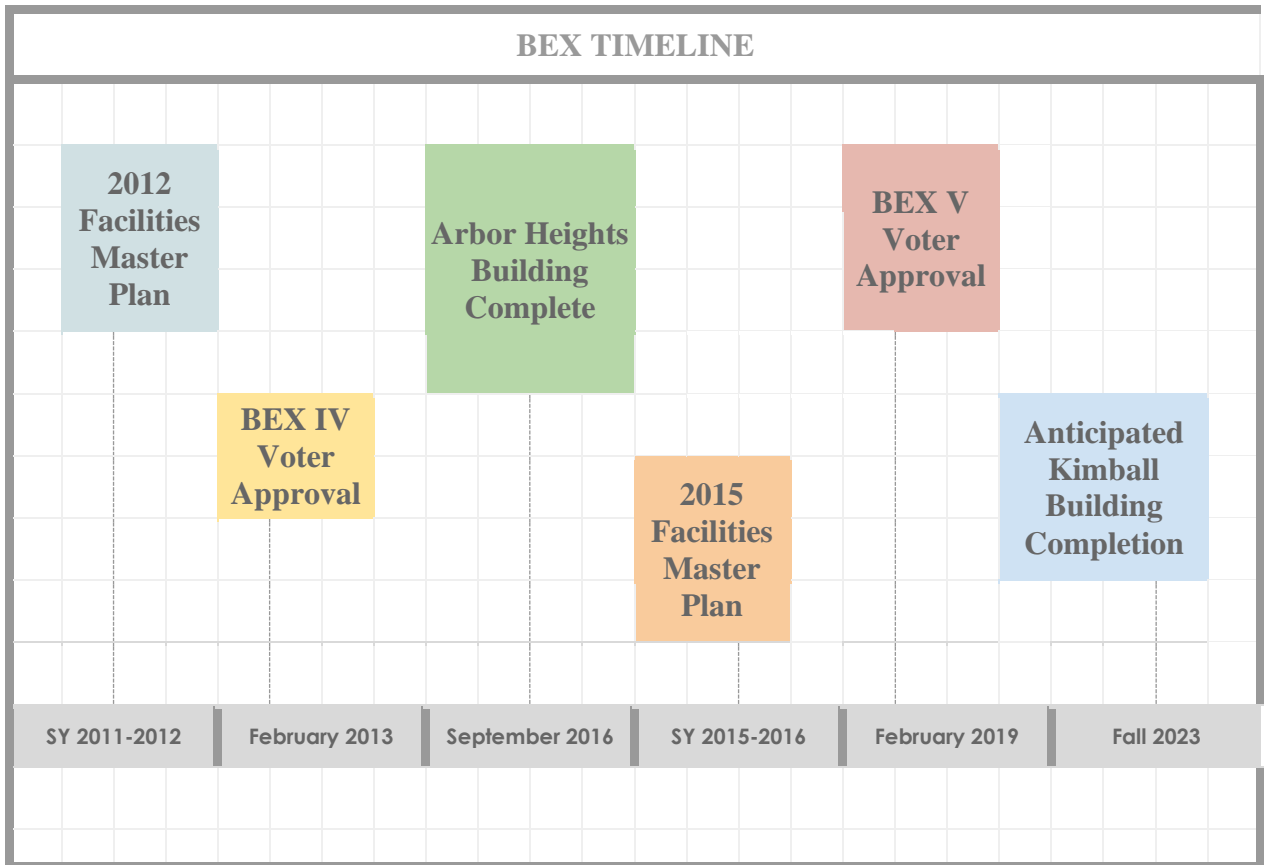 BEX TIMELINE
2012
Facilities
Master
Plan
Arbor Heights
Building
Complete
BEX V
Voter
Approval
BEX IV
Voter
Approval
2015
Facilities
Master
Plan
Anticipated
Kimball
Building
Completion
SY 2011-2012
February 2013
September 2016
SY 2015-2016
February 2019
Fall 2023